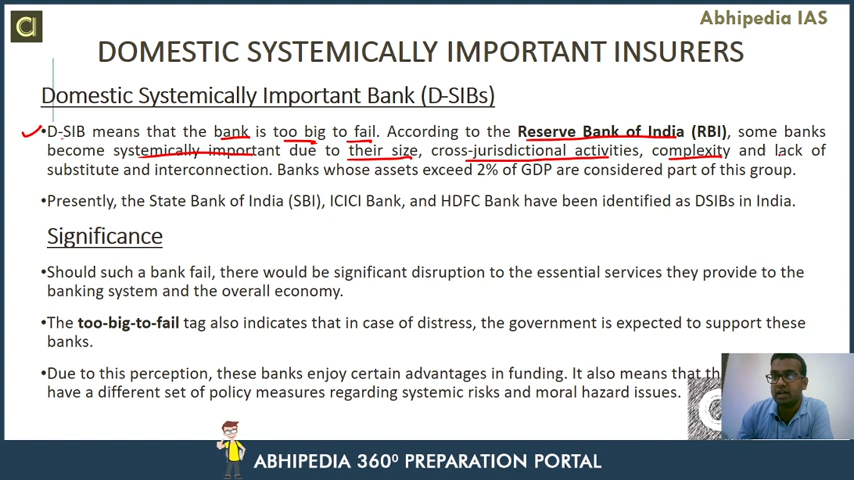 Abhipedia IAS
DOMESTIC SYSTEMICALLY IMPORTANT INSURERS
Domestic Systemically Important Bank (D-SIBs)
•D-SIB means that the bank is too big to fail. According to the Reserve Bank of India (RBI), some banks
become systemically important due to their size, cross-jurisdictional activities, complexity and lack of
substitute and interconnection. Banks whose assets exceed 2% of GDP are considered part of this group.
•Presently, the State Bank of India (SBI), ICICI Bank, and HDFC Bank have been identified as DSIBs in India.
Significance
•Should such a bank fail, there would be significant disruption to the essential services they provide to the
banking system and the overall economy.
•The too-big-to-fail tag also indicates that in case of distress, the government is expected to support these
banks.
•Due to this perception, these banks enjoy certain advantages in funding. It also means that
have a different set of policy measures regarding systemic risks and moral hazard issues.
ABHIPEDIA 360⁰ PREPARATION PORTAL